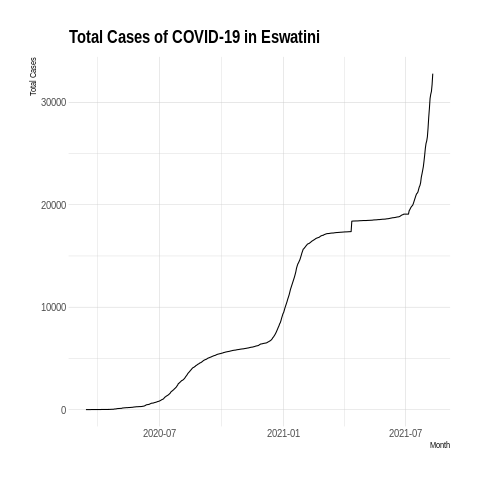 Total Cases of COVID-19 in Eswatini
Total Cases
30000
20000
10000
0
2020-07
2021-01
2021-07
Month